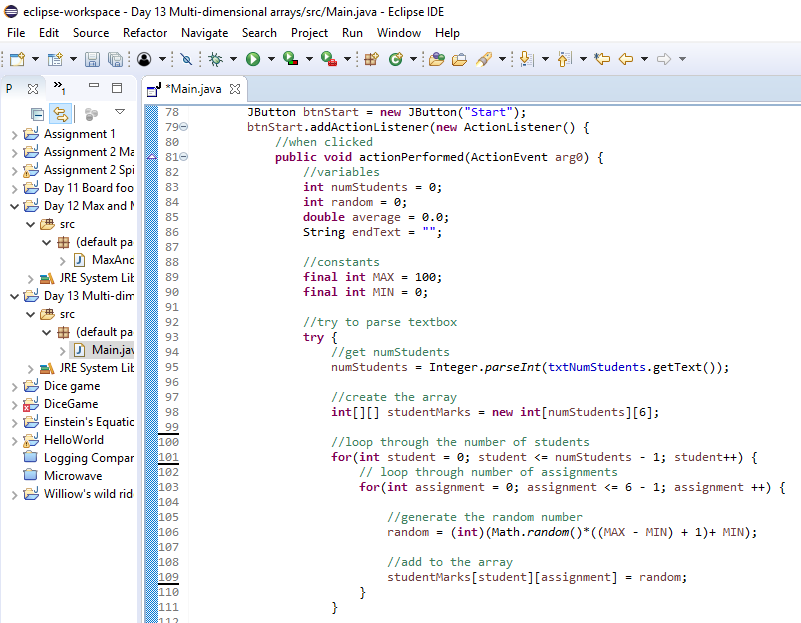 eclipse-workspace - Day 13 Multi-dimensional arrays/src/Main.java - Eclipse IDE
File Edit Source Refactor Navigate Search Project Run Window Help
P
»1
*Main.java
Assignment 1
Assignment 2 Ma
Assignment 2 Spi
Day 11 Board foo
Day 12 Max and M
src
(default pa
MaxAnd
JRE System Lib
Day 13 Multi-dim
src
(default pa
Main.jav
JRE System Lib
Dice game
DiceGame
Einstein's Equatic
HelloWorld
Logging Compar
Microwave
Williow's wild rid
78 JButton btnStart = new JButton("Start");
79 btnStart.addActionListener(new ActionListener() {
80 //when clicked
81 public void actionPerformed(ActionEvent arg0) {
82 //variables
83 int numStudents = 0;
84 int random = 0;
85 double average = 0.0;
86 String endText = "";
87
88 //constants
89 final int MAX = 100;
90 final int MIN = 0;
91
92 //try to parse textbox
93 try {
94 //get numStudents
95 numStudents = Integer.parseInt(txtNumStudents.getText());
96
97 //create the array
98 int[][] studentMarks = new int[numStudents][6];
99
100 //loop through the number of students
101 for(int student = 0; student <= numStudents - 1; student++) {
102 // loop through number of assignments
103 for(int assignment = 0; assignment <= 6 - 1; assignment ++) {
104
105 //generate the random number
106 random = (int)(Math.random()*((MAX - MIN) + 1)+ MIN);
107
108 //add to the array
109 studentMarks[student][assignment] = random;
110 }
111 }
112